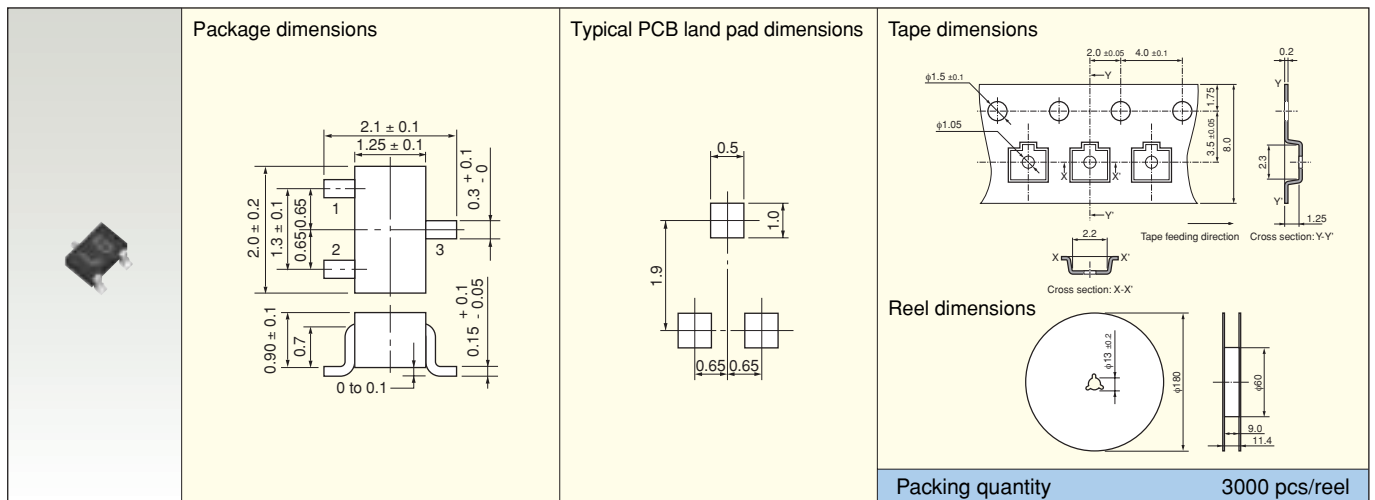 Package dimensions
2.1 ± 0.1
1.25 ± 0.1
2.0 ± 0.2
1.3 ± 0.1
0.65 0.65
1
2
3
0.3 + 0.1 - 0
0.90 ± 0.1
0.7
0 to 0.1
0.15 + 0.1 - 0.05
Typical PCB land pad dimensions
0.5
1.0
1.9
0.65 0.65
Tape dimensions
2.0 ±0.05 4.0 ±0.1
0.2
Y
Y
φ1.5 ±0.1
1.75
φ1.05
3.5 ±0.05
8.0
2.3
X X'
Y'
Y'
1.25
Tape feeding direction
Cross section: Y-Y'
2.2
X X'
Cross section: X-X'
Reel dimensions
φ13 ±0.2
φ180
φ60
9.0
11.4
Packing quantity 3000 pcs/reel